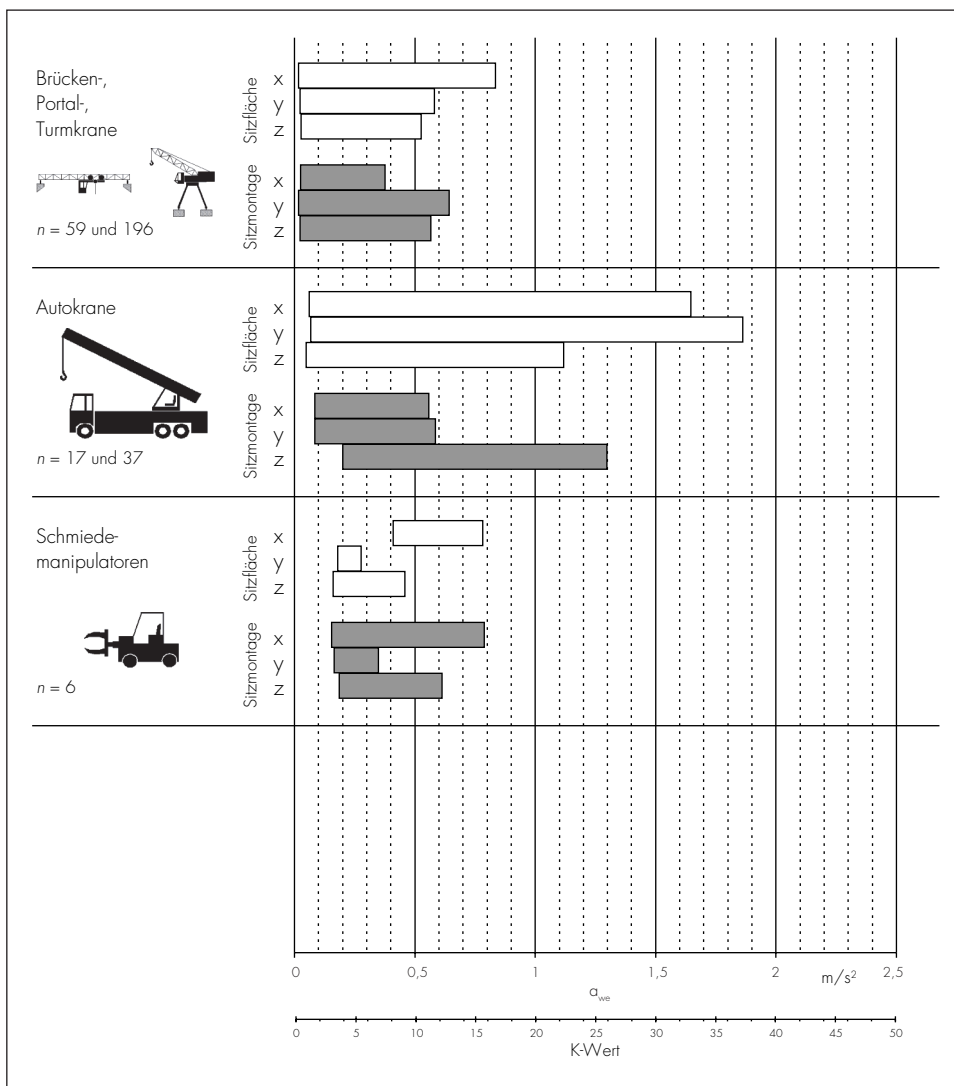 Brücken-,
Portal-,
Turmkrane
n = 59 und 196
Sitzfläche
x
y
z
Sitzmontage
x
y
z
Autokrane
n = 17 und 37
Sitzfläche
x
y
z
Sitzmontage
x
y
z
Schmiede-
manipulatoren
n = 6
Sitzfläche
x
y
z
Sitzmontage
x
y
z
0 0,5 1 1,5 2 m/s² 2,5
a_we
0 5 10 15 20 25 30 35 40 45 50
K-Wert